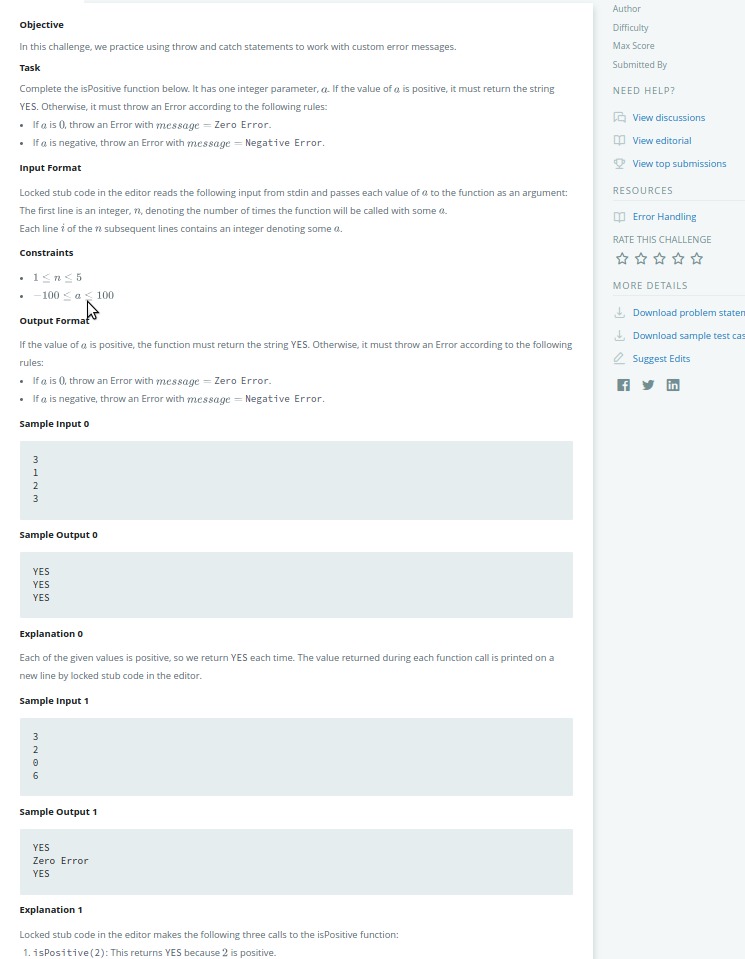 Objective
In this challenge, we practice using throw and catch statements to work with custom error messages.
Task
Complete the isPositive function below. It has one integer parameter, a. If the value of a is positive, it must return the string
YES. Otherwise, it must throw an Error according to the following rules:
• If a is 0, throw an Error with message = Zero Error.
• If a is negative, throw an Error with message = Negative Error.
Input Format
Locked stub code in the editor reads the following input from stdin and passes each value of a to the function as an argument:
The first line is an integer, n, denoting the number of times the function will be called with some a.
Each line i of the n subsequent lines contains an integer denoting some a.
Constraints
• 1 ≤ n ≤ 5
• −100 ≤ a ≤ 100
Output Format
If the value of a is positive, the function must return the string YES. Otherwise, it must throw an Error according to the following
rules:
• If a is 0, throw an Error with message = Zero Error.
• If a is negative, throw an Error with message = Negative Error.
Sample Input 0
3
1
2
3
Sample Output 0
YES
YES
YES
Explanation 0
Each of the given values is positive, so we return YES each time. The value returned during each function call is printed on a
new line by locked stub code in the editor.
Sample Input 1
3
2
0
6
Sample Output 1
YES
Zero Error
YES
Explanation 1
Locked stub code in the editor makes the following three calls to the isPositive function:
1. isPositive(2): This returns YES because 2 is positive.
Author
Difficulty
Max Score
Submitted By
NEED HELP?
View discussions
View editorial
View top submissions
RESOURCES
Error Handling
RATE THIS CHALLENGE
MORE DETAILS
Download problem statem
Download sample test cas
Suggest Edits